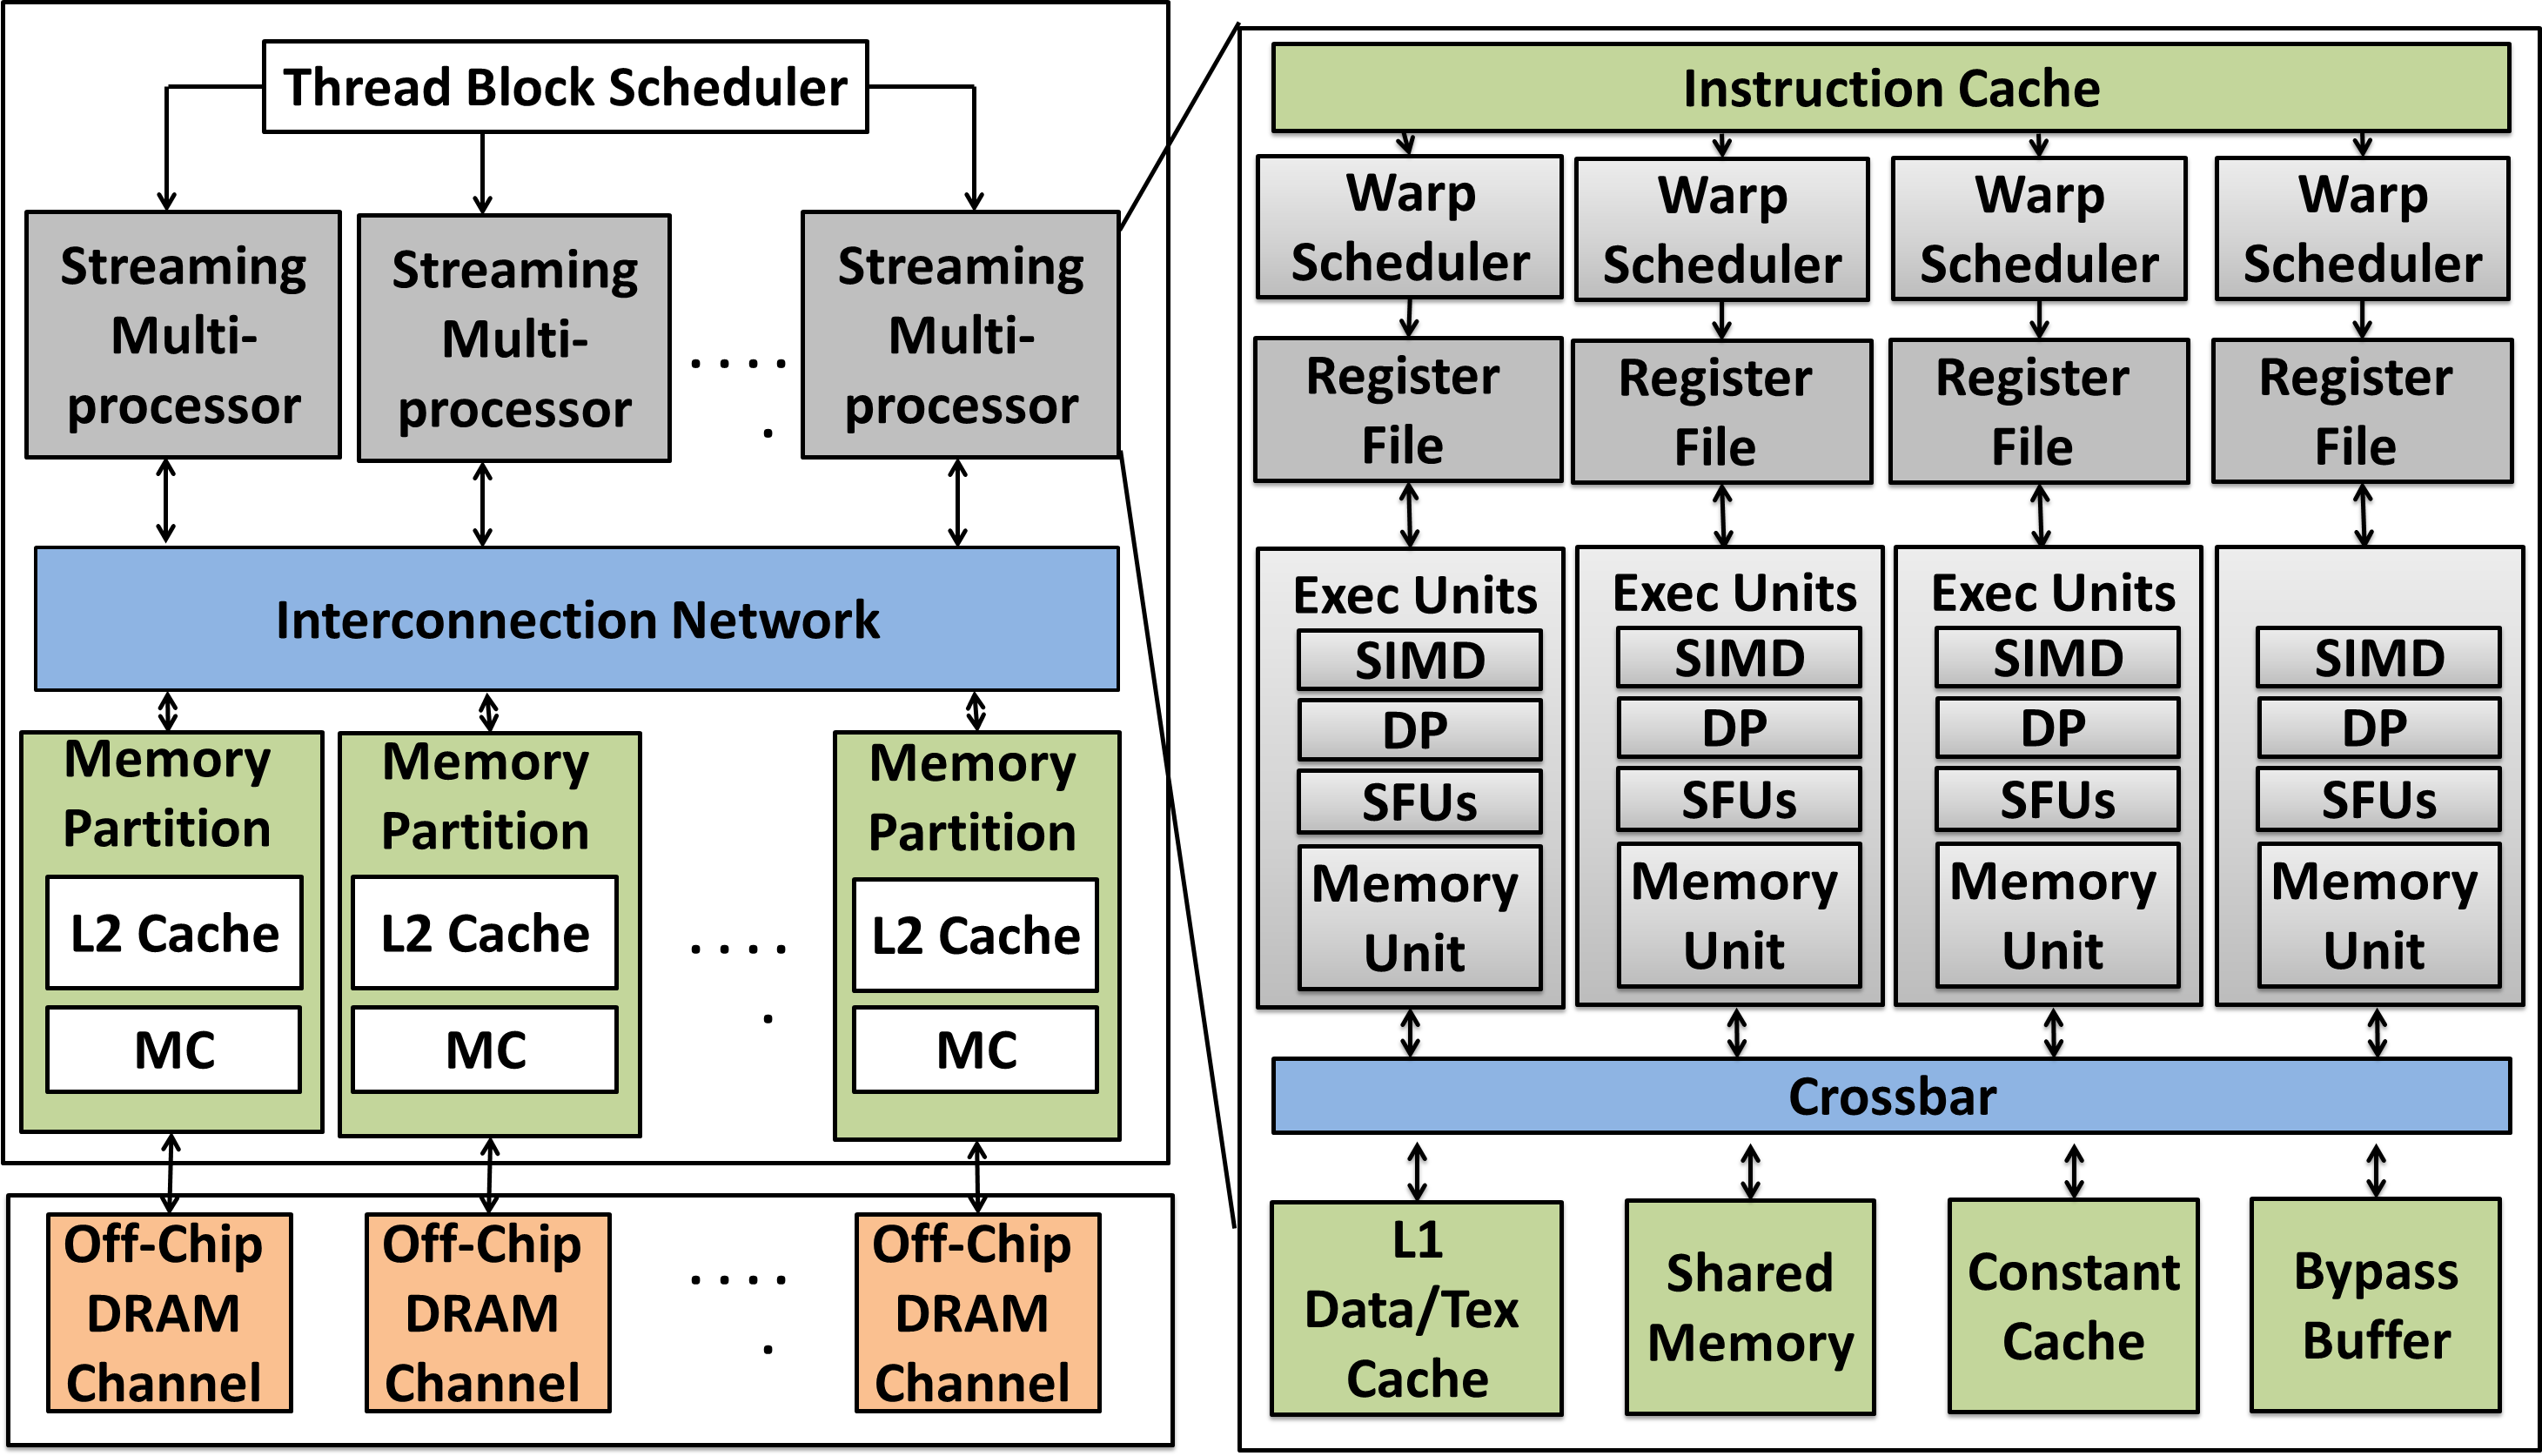 Thread Block Scheduler
Streaming
Multi-
processor
Streaming
Multi-
processor
. . . .
.
Streaming
Multi-
processor
Interconnection Network
Memory
Partition
L2 Cache
MC
Memory
Partition
L2 Cache
MC
. . . .
.
Memory
Partition
L2 Cache
MC
Off-Chip
DRAM
Channel
Off-Chip
DRAM
Channel
. . . .
.
Off-Chip
DRAM
Channel
Instruction Cache
Warp
Scheduler
Warp
Scheduler
Warp
Scheduler
Warp
Scheduler
Register
File
Register
File
Register
File
Register
File
Exec Units
SIMD
DP
SFUs
Memory
Unit
Exec Units
SIMD
DP
SFUs
Memory
Unit
Exec Units
SIMD
DP
SFUs
Memory
Unit
SIMD
DP
SFUs
Memory
Unit
Crossbar
L1
Data/Tex
Cache
Shared
Memory
Constant
Cache
Bypass
Buffer